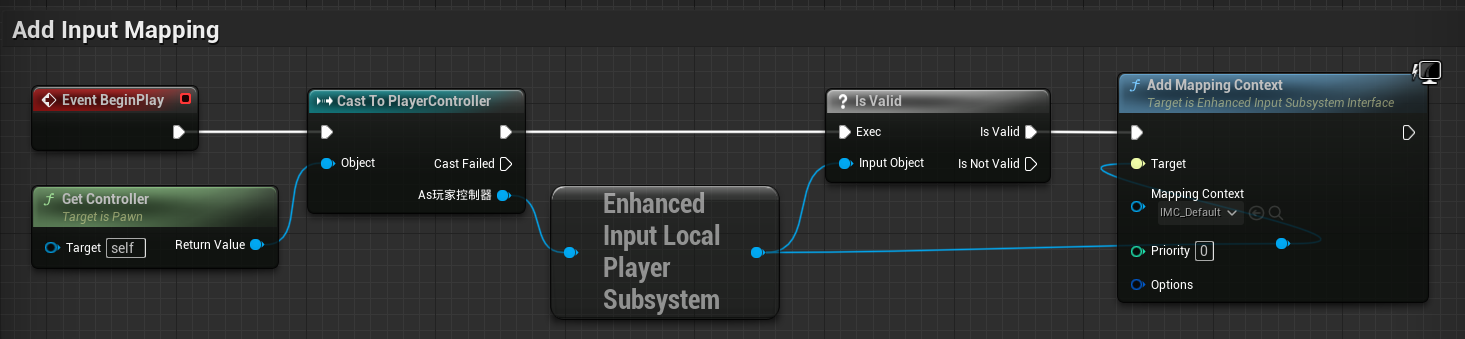 Add Input Mapping
Event BeginPlay
Get Controller
Target is Pawn
Target
self
Return Value
Cast To PlayerController
Object
Cast Failed
As玩家控制器
Enhanced
Input Local
Player
Subsystem
Is Valid
Exec
Is Valid
Input Object
Is Not Valid
Add Mapping Context
Target is Enhanced Input Subsystem Interface
Target
Mapping Context
IMC_Default
Priority
0
Options